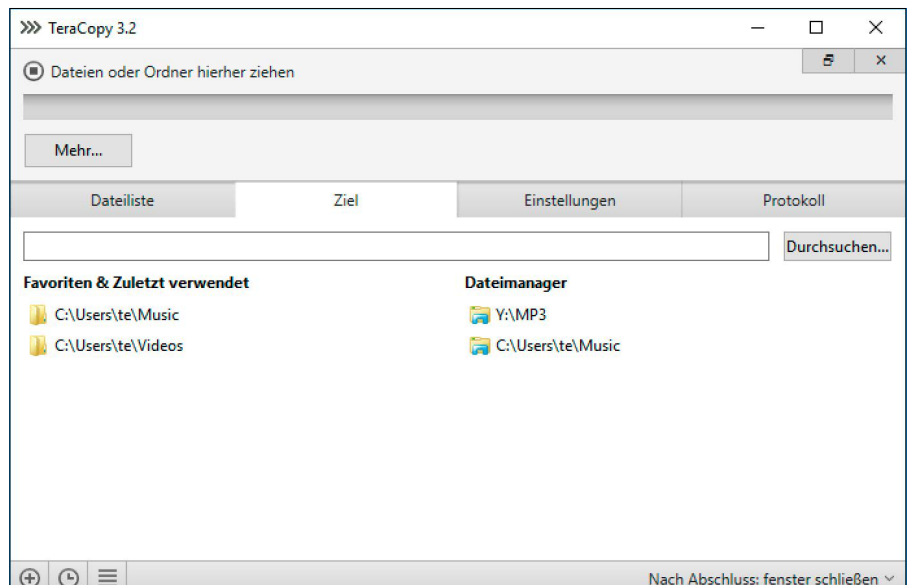 TeraCopy 3.2
Dateien oder Ordner hierher ziehen
Mehr...
Dateiliste Ziel Einstellungen Protokoll
Durchsuchen...
Favoriten & Zuletzt verwendet Dateimanager
C:\Users\te\Music Y:\MP3
C:\Users\te\Videos C:\Users\te\Music
Nach Abschluss: fenster schließen